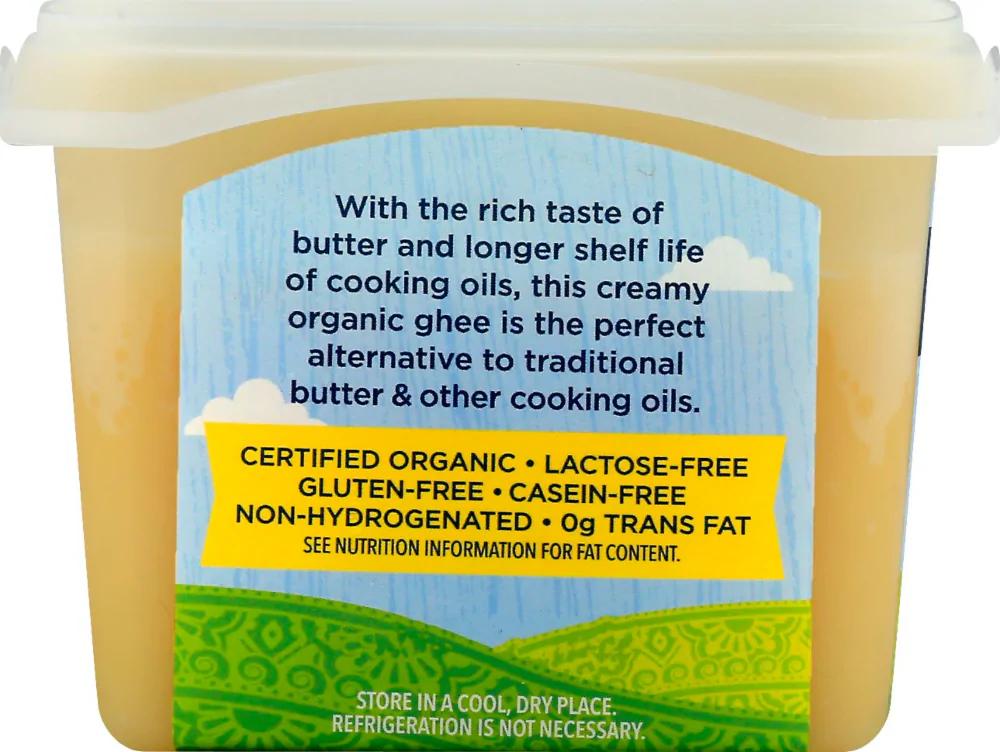 With the rich taste of
butter and longer shelf life
of cooking oils, this creamy
organic ghee is the perfect
alternative to traditional
butter & other cooking oils.
CERTIFIED ORGANIC • LACTOSE-FREE
GLUTEN-FREE • CASEIN-FREE
NON-HYDROGENATED • 0g TRANS FAT
SEE NUTRITION INFORMATION FOR FAT CONTENT.
STORE IN A COOL, DRY PLACE.
REFRIGERATION IS NOT NECESSARY.